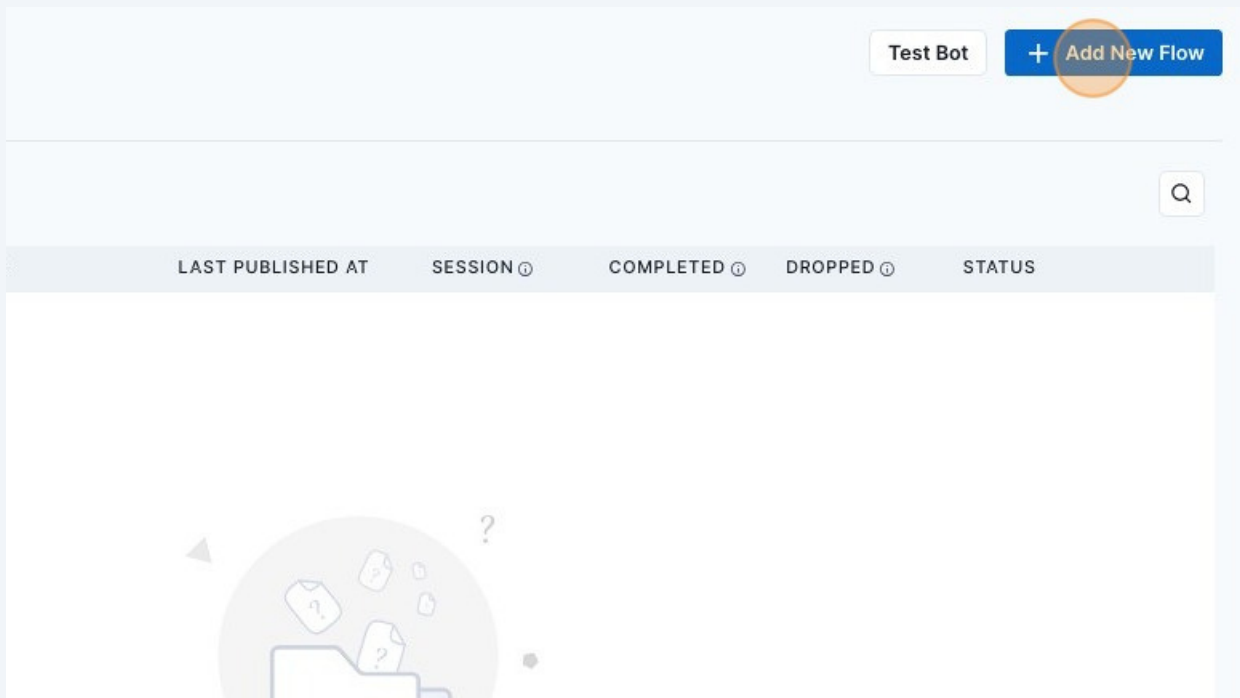 Test Bot
+ Add New Flow
LAST PUBLISHED AT SESSION COMPLETED DROPPED STATUS
?
?
?
?